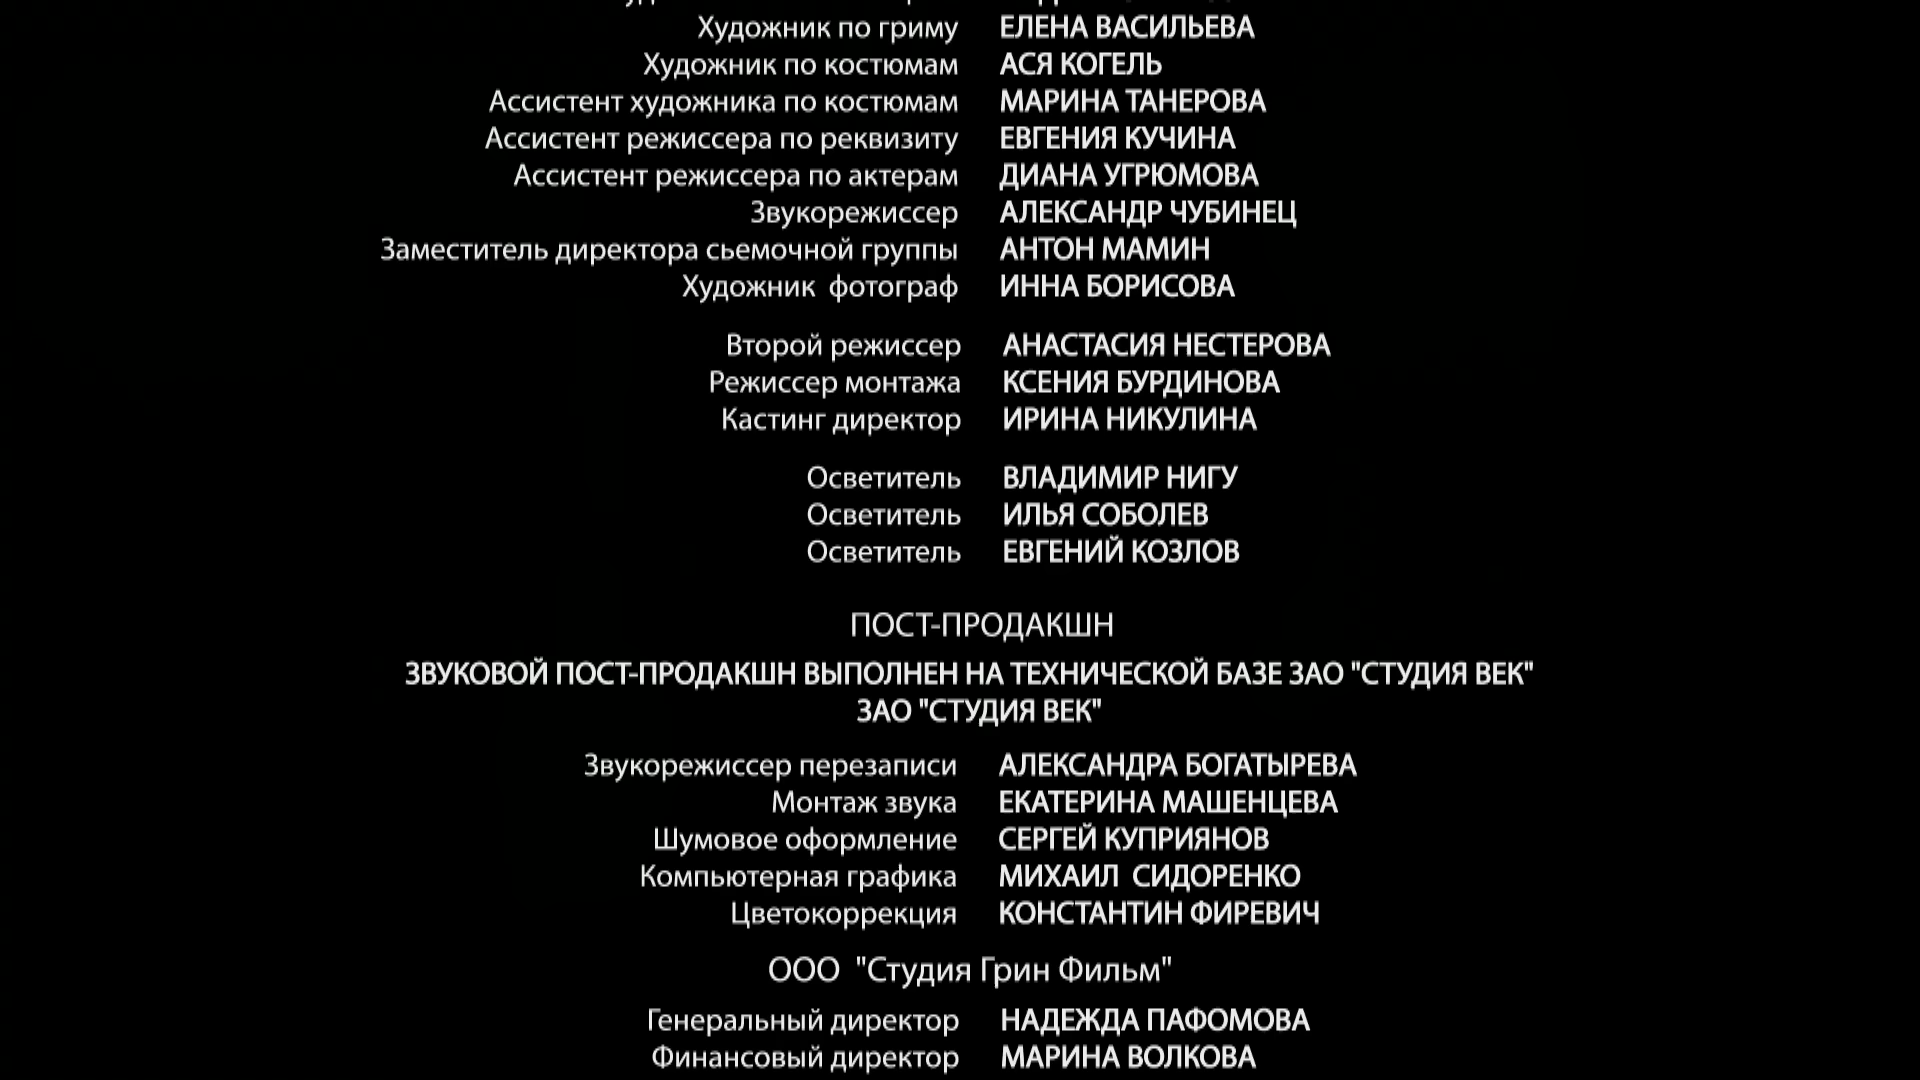 Художник по гриму ЕЛЕНА ВАСИЛЬЕВА
Художник по костюмам АСЯ КОГЕЛЬ
Ассистент художника по костюмам МАРИНА ТАНЕРОВА
Ассистент режиссера по реквизиту ЕВГЕНИЯ КУЧИНА
Ассистент режиссера по актерам ДИАНА УГРЮМОВА
Звукорежиссер АЛЕКСАНДР ЧУБИНЕЦ
Заместитель директора сьемочной группы АНТОН МАМИН
Художник фотограф ИННА БОРИСОВА
Второй режиссер АНАСТАСИЯ НЕСТЕРОВА
Режиссер монтажа КСЕНИЯ БУРДИНОВА
Кастинг директор ИРИНА НИКУЛИНА
Осветитель ВЛАДИМИР НИГУ
Осветитель ИЛЬЯ СОБОЛЕВ
Осветитель ЕВГЕНИЙ КОЗЛОВ
ПОСТ-ПРОДАКШН
ЗВУКОВОЙ ПОСТ-ПРОДАКШН ВЫПОЛНЕН НА ТЕХНИЧЕСКОЙ БАЗЕ ЗАО "СТУДИЯ ВЕК"
ЗАО "СТУДИЯ ВЕК"
Звукорежиссер перезаписи АЛЕКСАНДРА БОГАТЫРЕВА
Монтаж звука ЕКАТЕРИНА МАШЕНЦЕВА
Шумовое оформление СЕРГЕЙ КУПРИЯНОВ
Компьютерная графика МИХАИЛ СИДОРЕНКО
Цветокоррекция КОНСТАНТИН ФИРЕВИЧ
ООО "Студия Грин Фильм"
Генеральный директор НАДЕЖДА ПАФОМОВА
Финансовый директор МАРИНА ВОЛКОВА